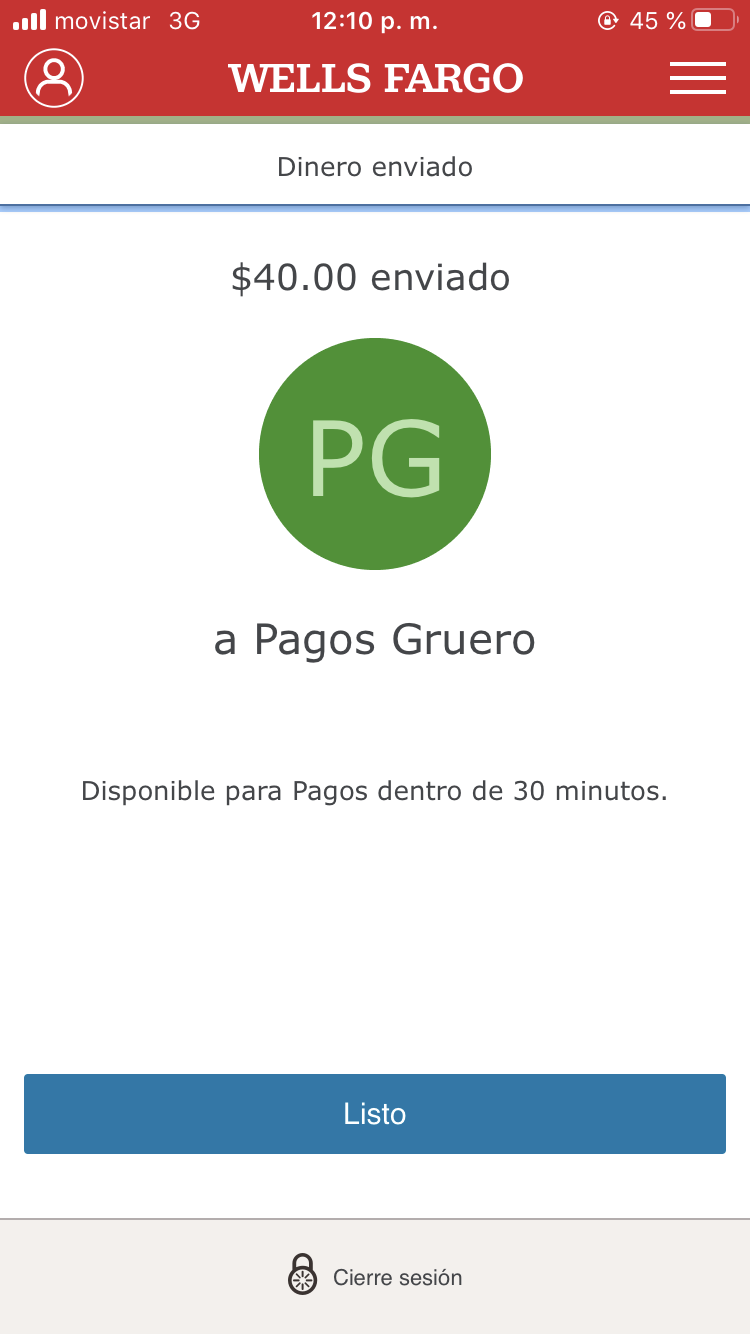 movistar 3G 12:10 p. m. 45 %
WELLS FARGO
Dinero enviado
$40.00 enviado
PG
a Pagos Gruero
Disponible para Pagos dentro de 30 minutos.
Listo
Cierre sesión